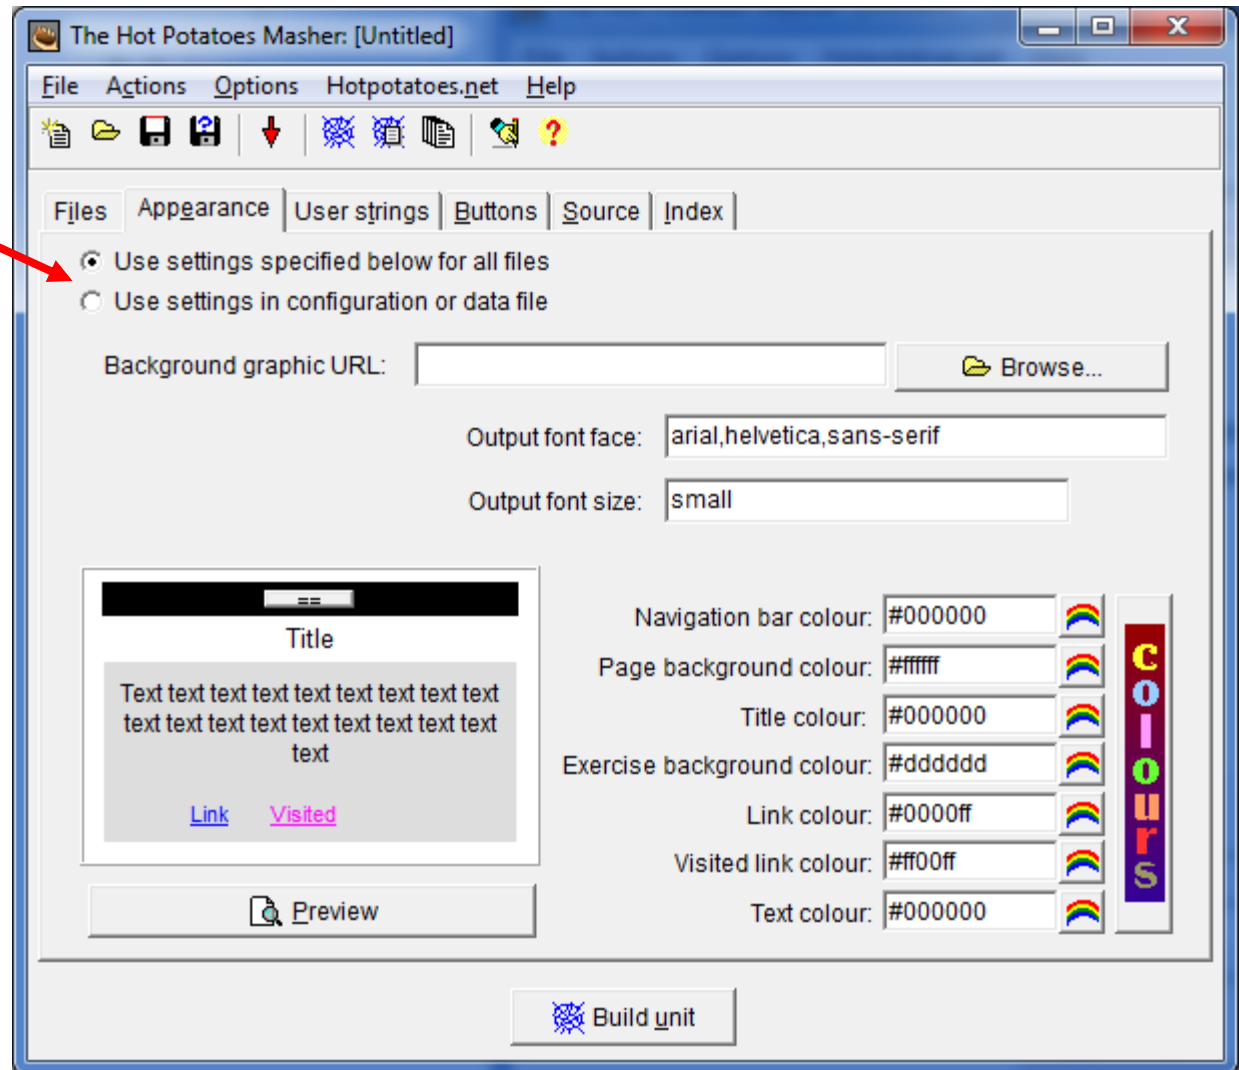 The Hot Potatoes Masher: [Untitled]
File Actions Options Hotpotatoes.net Help
Files Appearance User strings Buttons Source Index
Use settings specified below for all files
Use settings in configuration or data file
Background graphic URL: Browse...
Output font face: arial,helvetica,sans-serif
Output font size: small
==
Title
Text text text text text text text text text
text text text text text text text text text
text
Link Visited
Preview
Navigation bar colour: #000000
Page background colour: #ffffff
Title colour: #000000
Exercise background colour: #dddddd
Link colour: #0000ff
Visited link colour: #ff00ff
Text colour: #000000
Colours
Build unit